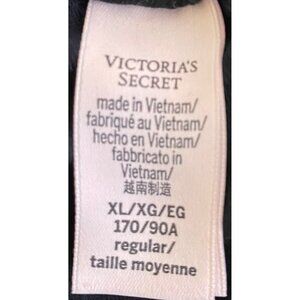 VICTORIA'S
SECRET
made in Vietnam/
fabriqué au Vietnam/
hecho en Vietnam/
fabbricato in
Vietnam/
越南制造
XL/XG/EG
170/90A
regular/
taille moyenne